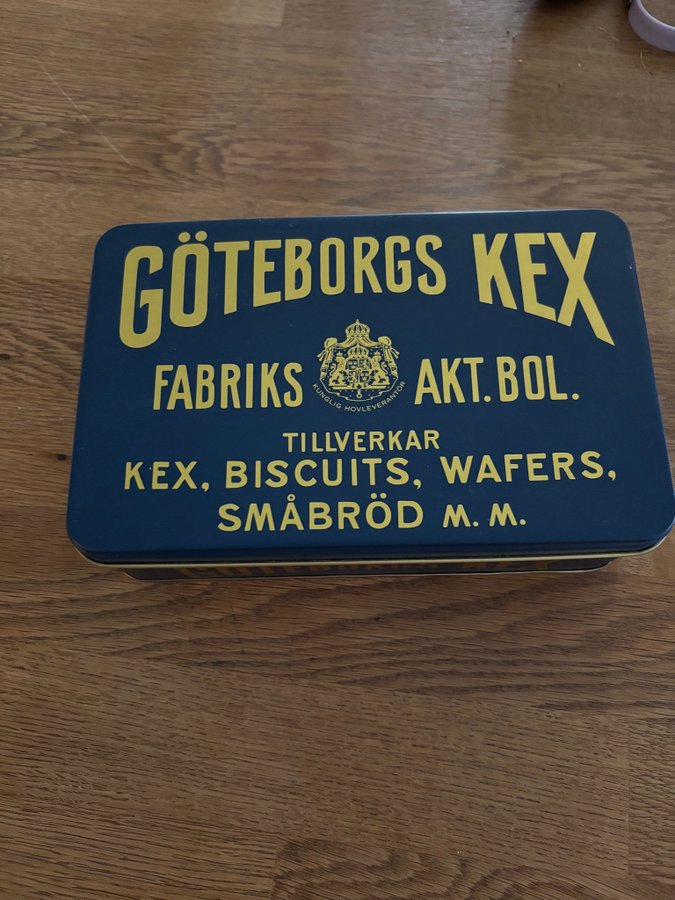 GÖTEBORGS KEX
FABRIKS AKT. BOL.
KUNGLIG HOVLEVERANTÖR
TILLVERKAR
KEX, BISCUITS, WAFERS,
SMÅBRÖD M. M.